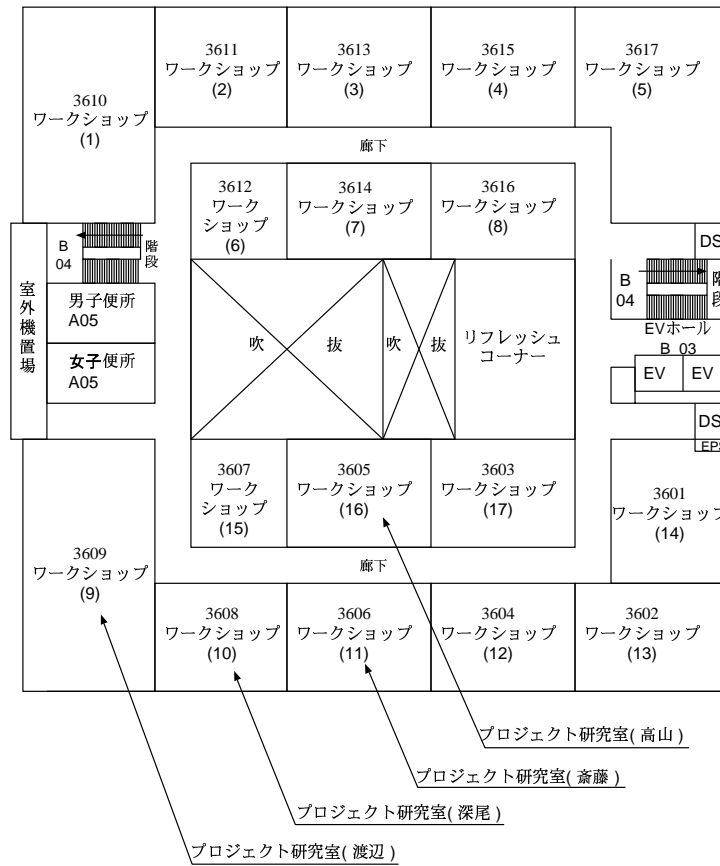 3610
ワークショップ
(1)
3611
ワークショップ
(2)
3613
ワークショップ
(3)
3615
ワークショップ
(4)
3617
ワークショップ
(5)
廊下
3612
ワーク
ショップ
(6)
3614
ワークショップ
(7)
3616
ワークショップ
(8)
B
04
階段
室外機置場
男子便所
A05
女子便所
A05
吹
抜
吹
抜
リフレッシュ
コーナー
DS
B
04
階段
EVホール
B 03
EV
EV
DS
EPS
3607
ワーク
ショップ
(15)
3605
ワークショップ
(16)
3603
ワークショップ
(17)
3601
ワークショップ
(14)
3609
ワークショップ
(9)
廊下
3608
ワークショップ
(10)
3606
ワークショップ
(11)
3604
ワークショップ
(12)
3602
ワークショップ
(13)
プロジェクト研究室( 高山 )
プロジェクト研究室( 斎藤 )
プロジェクト研究室( 深尾 )
プロジェクト研究室( 渡辺 )